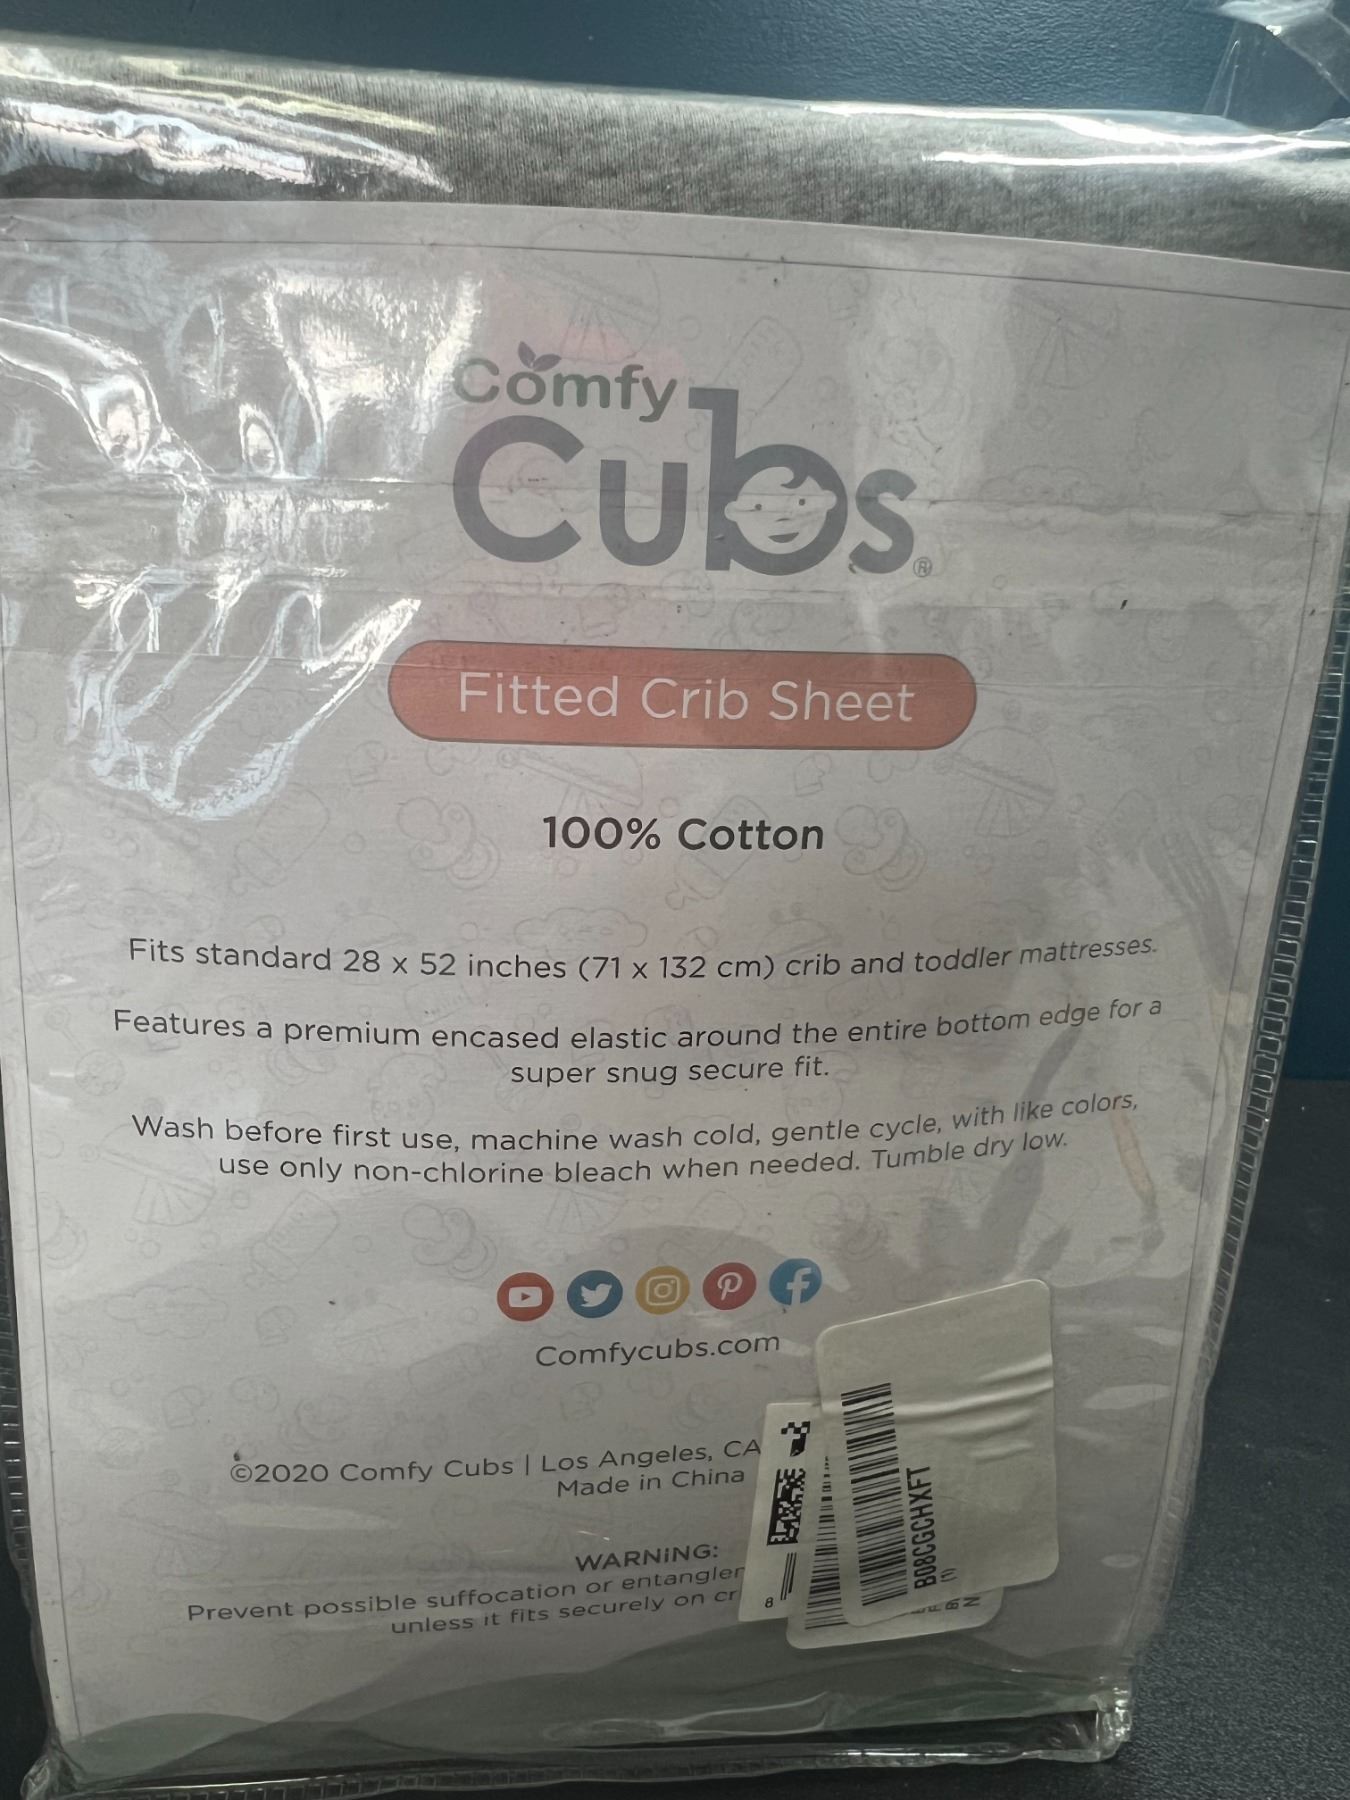 Comfy
Cubs®
Fitted Crib Sheet
100% Cotton
Fits standard 28 x 52 inches (71 x 132 cm) crib and toddler mattresses.
Features a premium encased elastic around the entire bottom edge for a
super snug secure fit.
Wash before first use, machine wash cold, gentle cycle, with like colors,
use only non-chlorine bleach when needed. Tumble dry low.
Comfycubs.com
©2020 Comfy Cubs | Los Angeles, CA
Made in China
WARNING:
Prevent possible suffocation or entangler
unless it fits securely on cr
8
B08CGCHXFT
(1)